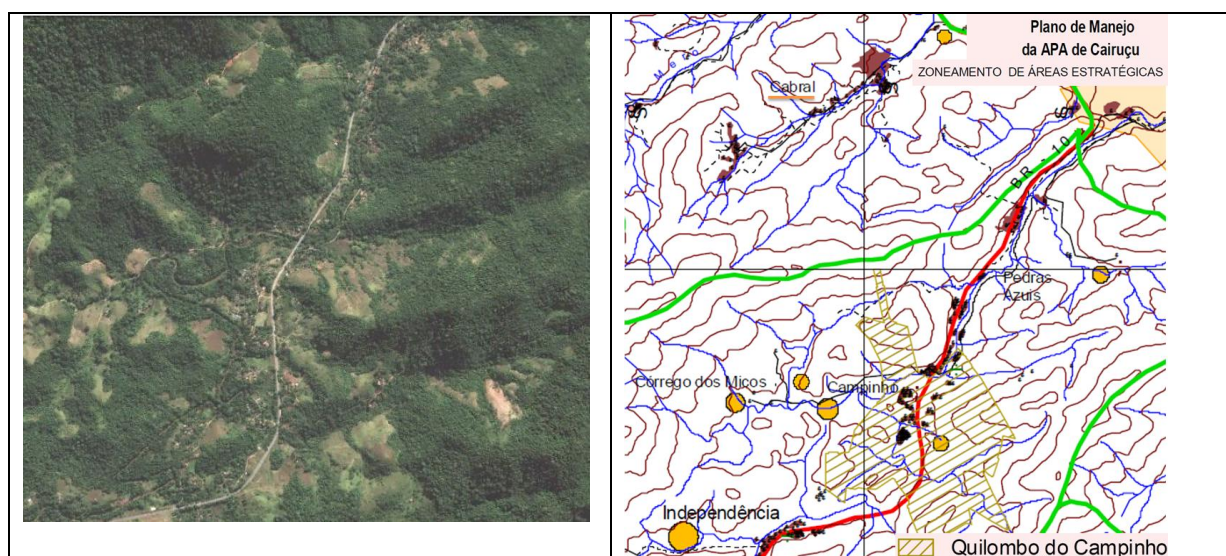 Plano de Manejo
da APA de Cairuçu
ZONEAMENTO DE ÁREAS ESTRATÉGICAS
Cabral
Pedras
Azuis
Córrego dos Micos
Campinho
Independência
Quilombo do Campinho